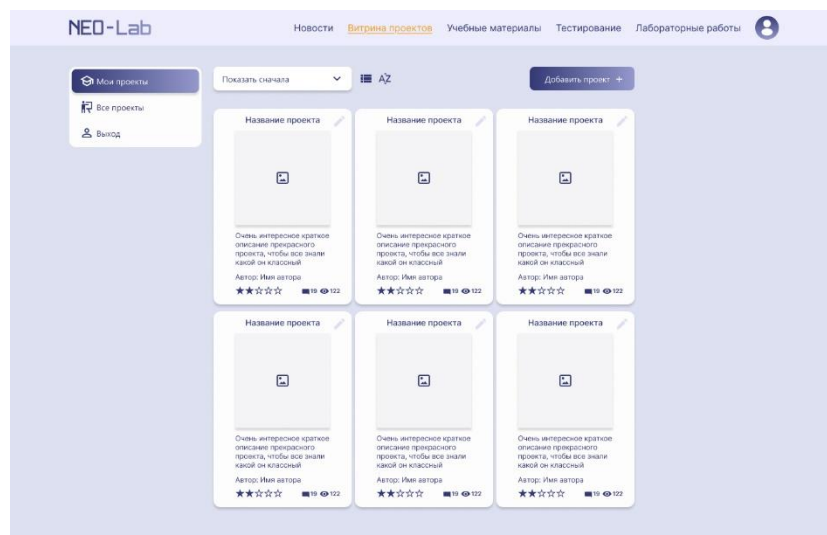 NEO-Lab
Новости Витрина проектов Учебные материалы Тестирование Лабораторные работы
Мои проекты
Все проекты
Выход
Показать сначала
AZ
Добавить проект +
Название проекта
Очень интересное краткое
описание прекрасного
проекта, чтобы все знали
какой он классный
Автор: Имя автора
19 122
Название проекта
Очень интересное краткое
описание прекрасного
проекта, чтобы все знали
какой он классный
Автор: Имя автора
19 122
Название проекта
Очень интересное краткое
описание прекрасного
проекта, чтобы все знали
какой он классный
Автор: Имя автора
19 122
Название проекта
Очень интересное краткое
описание прекрасного
проекта, чтобы все знали
какой он классный
Автор: Имя автора
19 122
Название проекта
Очень интересное краткое
описание прекрасного
проекта, чтобы все знали
какой он классный
Автор: Имя автора
19 122
Название проекта
Очень интересное краткое
описание прекрасного
проекта, чтобы все знали
какой он классный
Автор: Имя автора
19 122